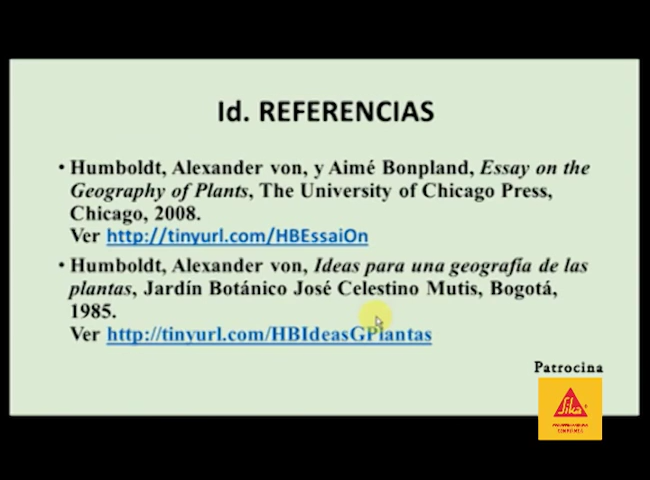 Id. REFERENCIAS
• Humboldt, Alexander von, y Aimé Bonpland, Essay on the
Geography of Plants, The University of Chicago Press,
Chicago, 2008.
Ver http://tinyurl.com/HBEssaiOn
• Humboldt, Alexander von, Ideas para una geografía de las
plantas, Jardín Botánico José Celestino Mutis, Bogotá,
1985.
Ver http://tinyurl.com/HBIdeasGPlantas
Patrocina
Sika